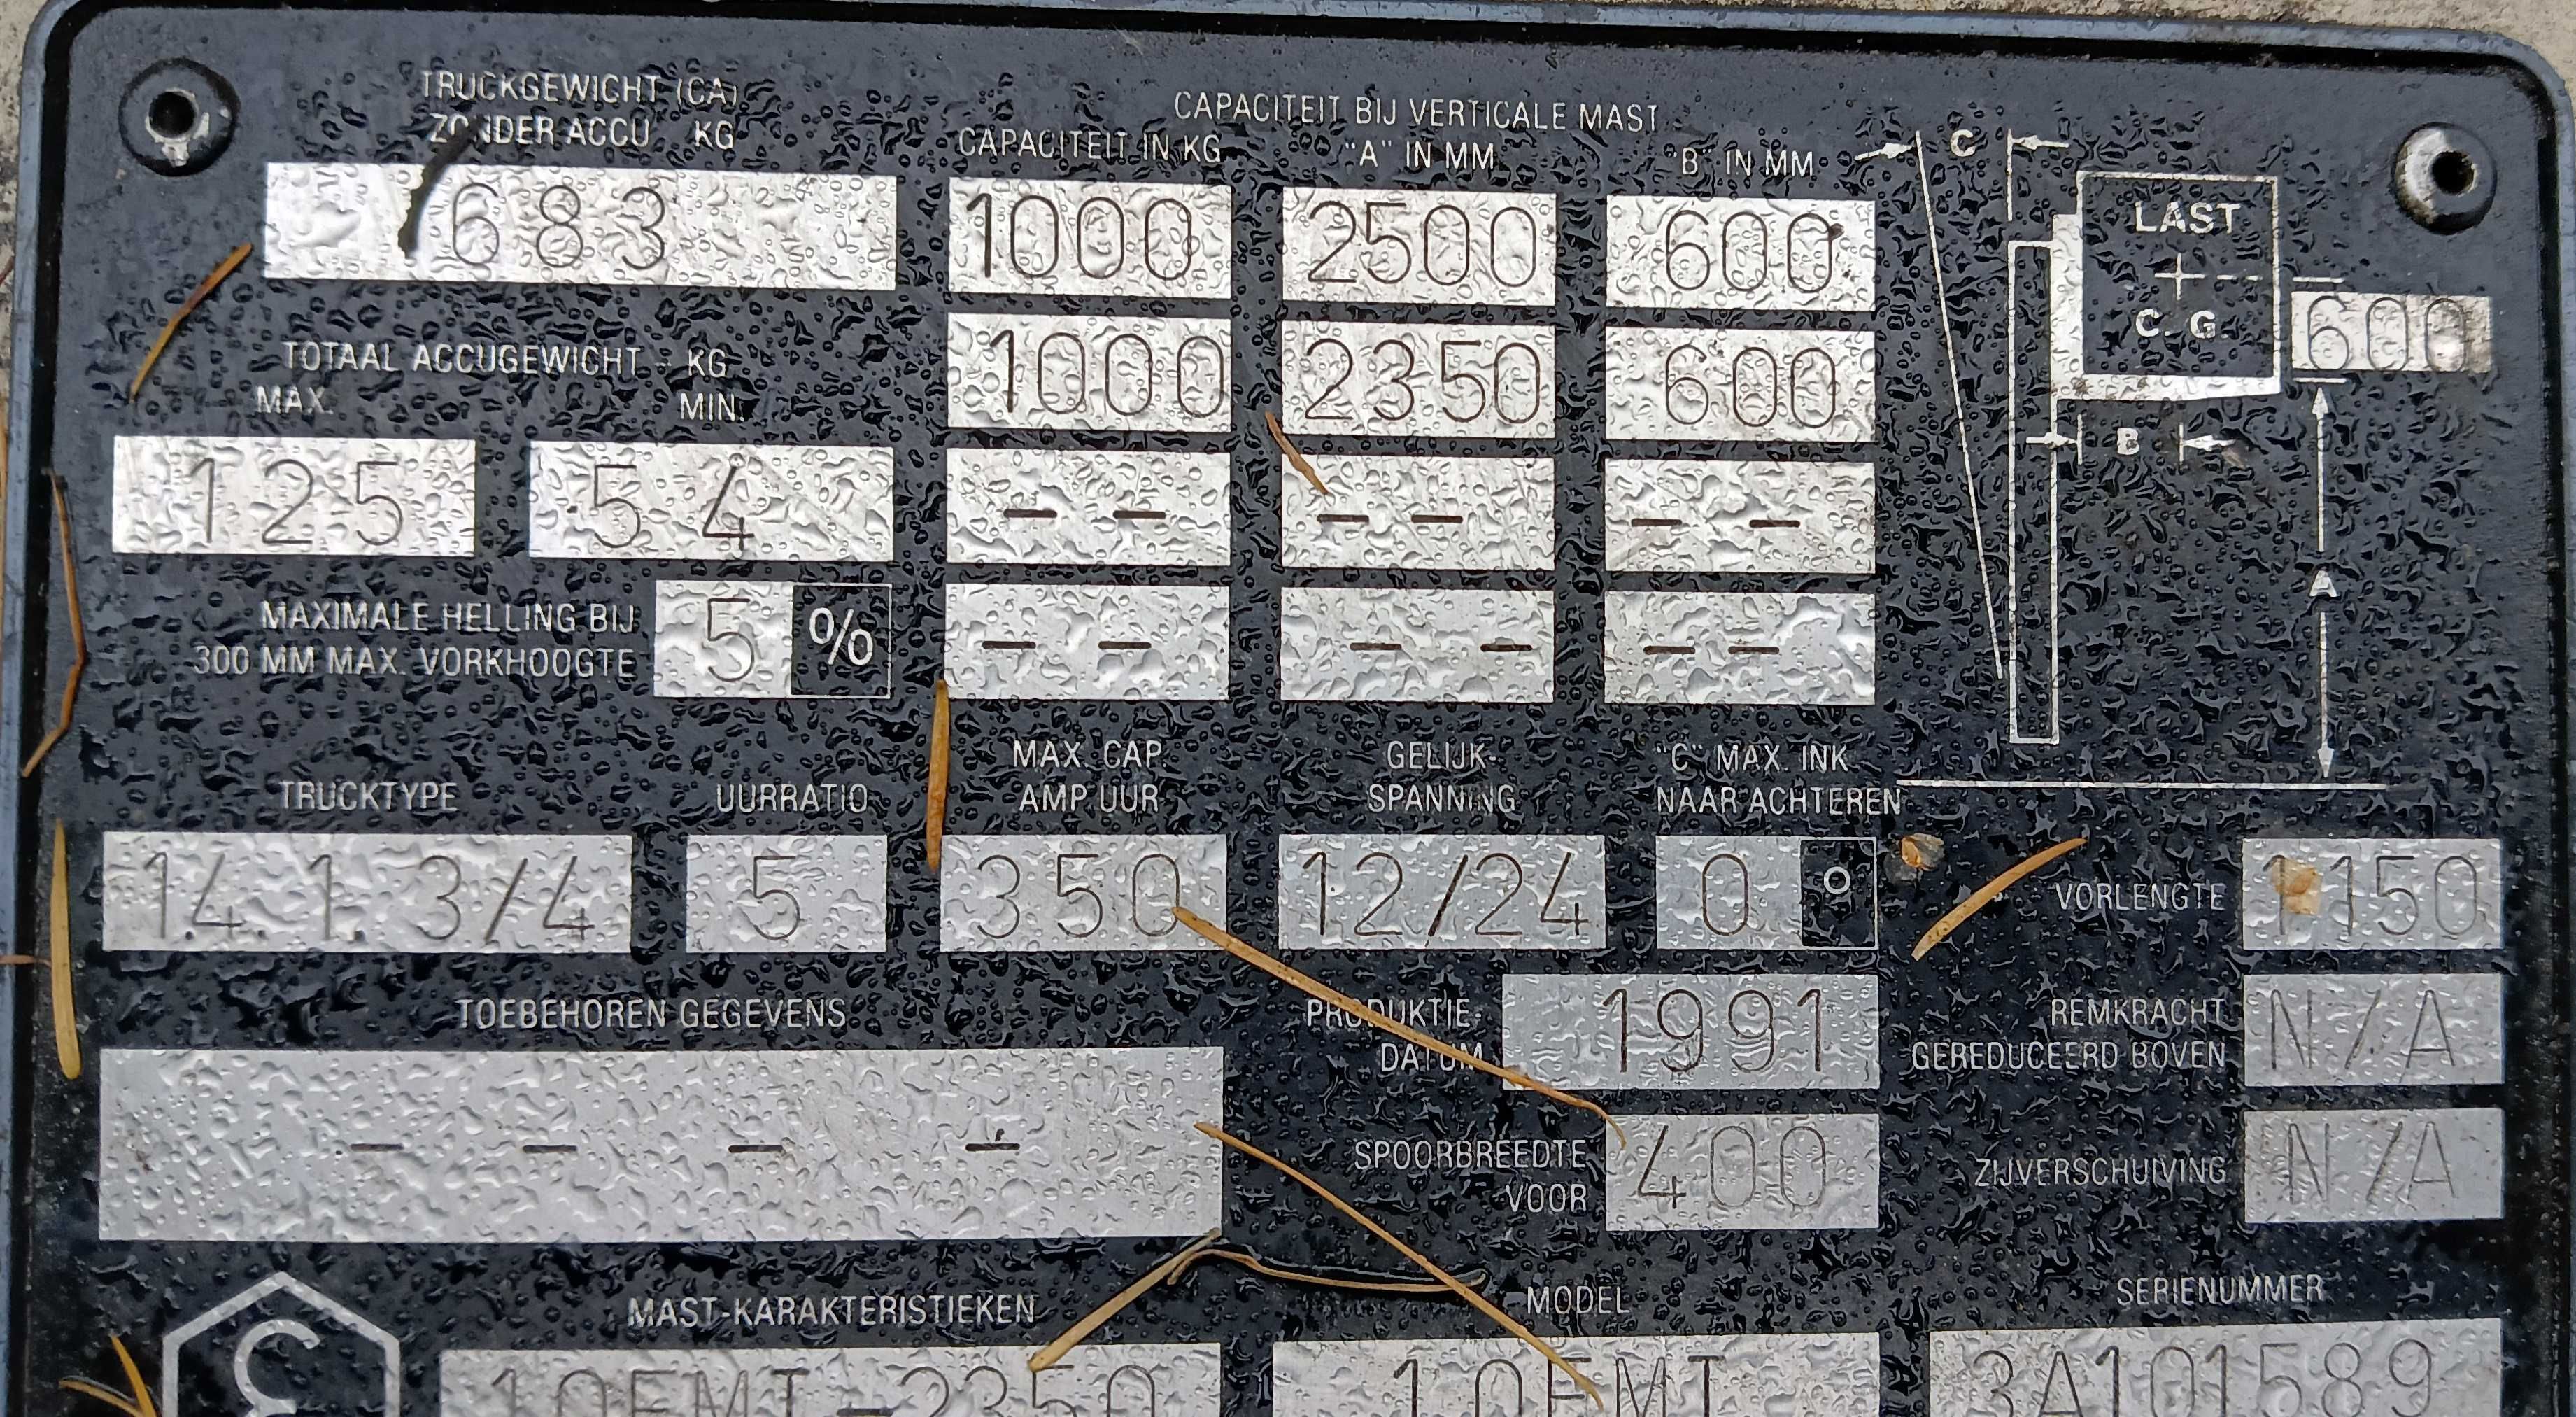 TRUCKGEWICHT (CA)
ZONDER ACCU KG
683
CAPACITEIT BIJ VERTICALE MAST
CAPACITEIT IN KG "A" IN MM "B" IN MM
1000 2500 600
1000 2350 600
-- -- --
-- -- --
C
LAST
+
C. G.
600
B
A
TOTAAL ACCUGEWICHT - KG
MAX. MIN.
125 54
MAXIMALE HELLING BIJ
300 MM MAX. VORKHOOGTE
5 %
TRUCKTYPE
14.1.3/4
UURRATIO
5
MAX. CAP.
AMP.UUR
350
GELIJK-
SPANNING
12/24
"C" MAX. INK
NAAR ACHTEREN
0 °
VORLENGTE
1150
TOEBEHOREN GEGEVENS
- - - -
PRODUKTIE-
DATUM
1991
REMKRACHT
GEREDUCEERD BOVEN
N/A
SPOORBREEDTE
VOOR
400
ZIJVERSCHUIVING
N/A
MAST-KARAKTERISTIEKEN
MODEL
SERIENUMMER
3A101589